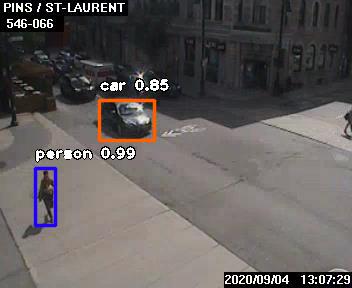 PINS / ST-LAURENT
546-066
car 0.85
person 0.99
2020/09/04 13:07:29